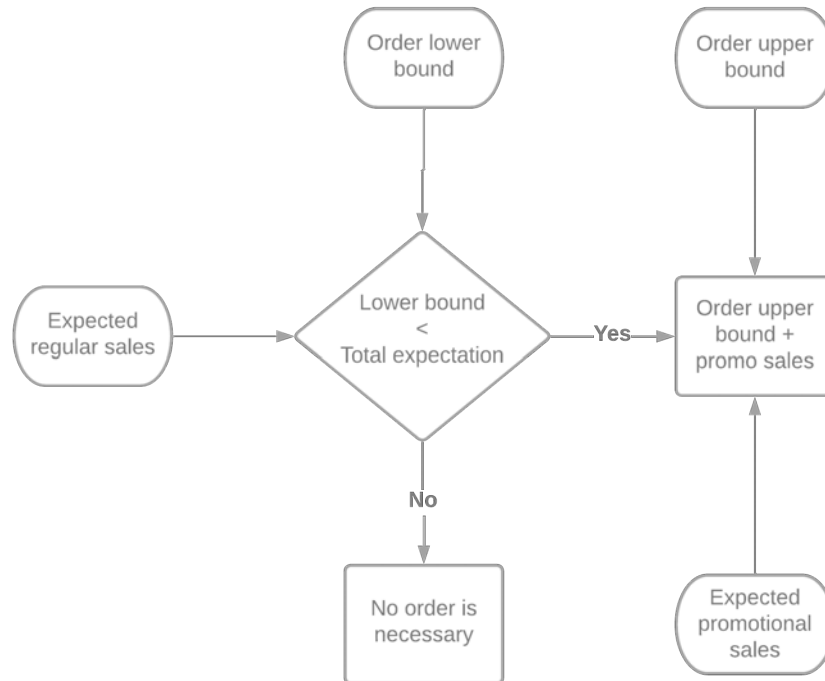 Order lower
bound
Order upper
bound
Expected
regular sales
Lower bound
<
Total expectation
Yes
Order upper
bound +
promo sales
No
No order is
necessary
Expected
promotional
sales